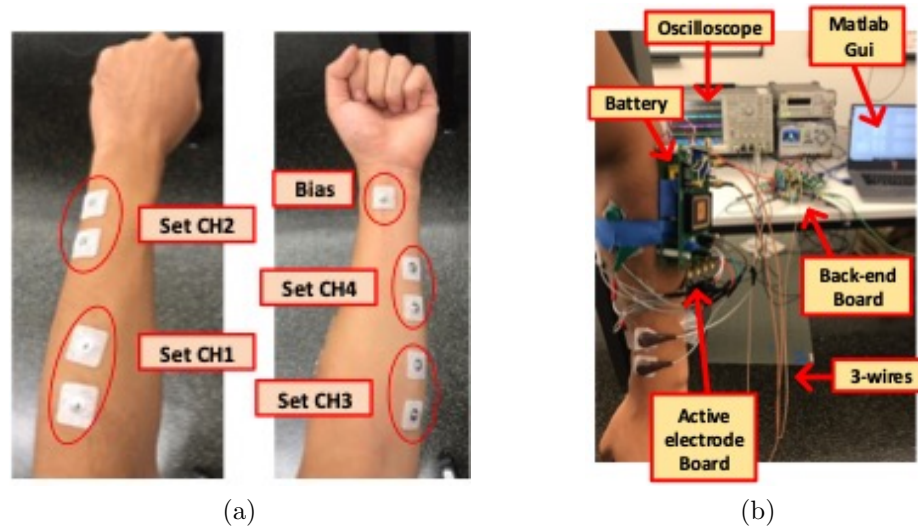 Set CH2
Set CH1
Bias
Set CH4
Set CH3
(a)
Oscilloscope
Matlab
Gui
Battery
Back-end
Board
3-wires
Active
electrode
Board
(b)